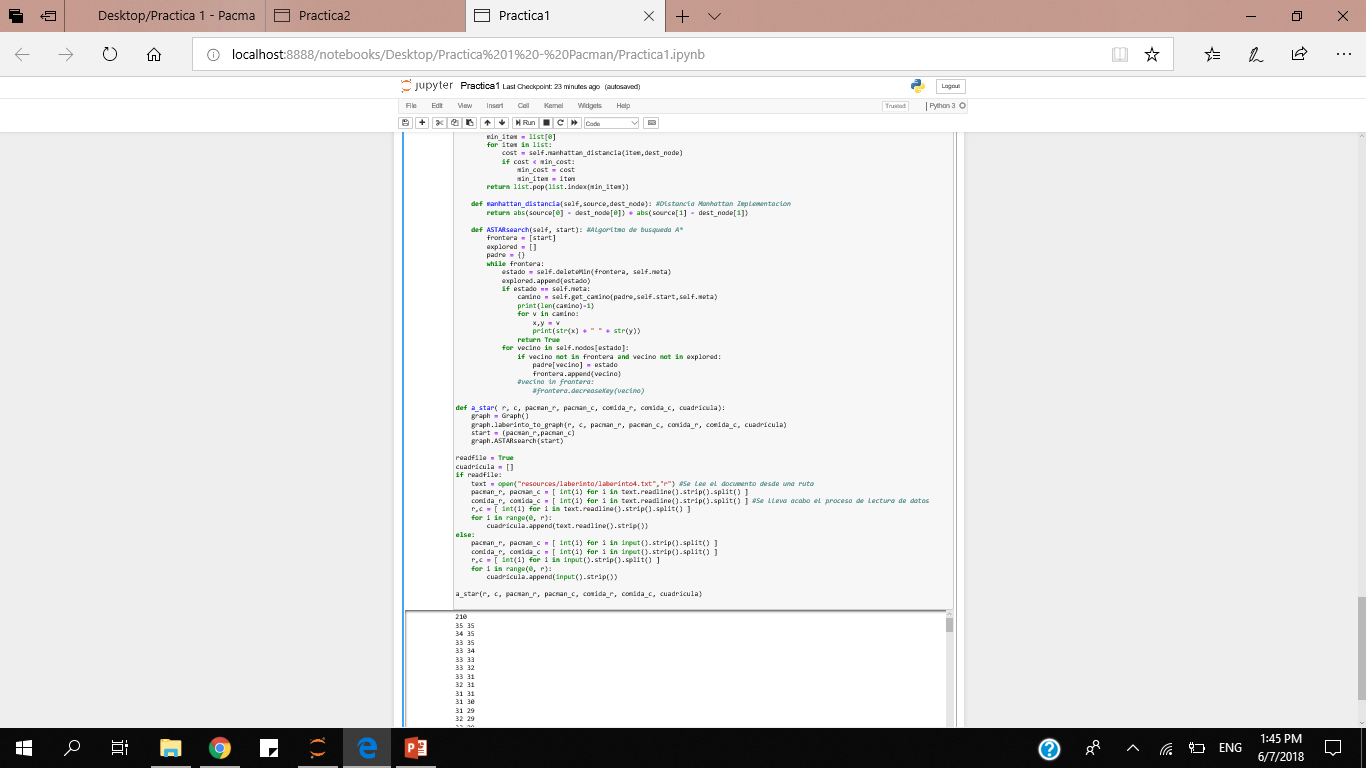 Desktop/Practica 1 - Pacma
Practica2
Practica1
localhost:8888/notebooks/Desktop/Practica%201%20-%20Pacman/Practica1.ipynb
jupyter Practica1 Last Checkpoint: 23 minutes ago (autosaved)
Logout
File Edit View Insert Cell Kernel Widgets Help
Trusted
Python 3
Run
Code
min_item = list[0]
for item in list:
cost = self.manhattan_distancia(item,dest_node)
if cost < min_cost:
min_cost = cost
min_item = item
return list.pop(list.index(min_item))
def manhattan_distancia(self,source,dest_node): #Distancia Manhattan Implementacion
return abs(source[0] - dest_node[0]) + abs(source[1] - dest_node[1])
def ASTARsearch(self, start): #Algoritmo de busqueda A*
frontera = [start]
explored = []
padre = {}
while frontera:
estado = self.deleteMin(frontera, self.meta)
explored.append(estado)
if estado == self.meta:
camino = self.get_camino(padre,self.start,self.meta)
print(len(camino)-1)
for v in camino:
x,y = v
print(str(x) + " " + str(y))
return True
for vecino in self.nodos[estado]:
if vecino not in frontera and vecino not in explored:
padre[vecino] = estado
frontera.append(vecino)
#vecino in frontera:
#frontera.decreaseKey(vecino)
def a_star( r, c, pacman_r, pacman_c, comida_r, comida_c, cuadricula):
graph = Graph()
graph.laberinto_to_graph(r, c, pacman_r, pacman_c, comida_r, comida_c, cuadricula)
start = (pacman_r,pacman_c)
graph.ASTARsearch(start)
readfile = True
cuadricula = []
if readfile:
text = open("resources/laberinto/laberinto4.txt","r") #Se lee el documento desde una ruta
pacman_r, pacman_c = [ int(i) for i in text.readline().strip().split() ]
comida_r, comida_c = [ int(i) for i in text.readline().strip().split() ] #Se lleva acabo el proceso de lectura de datos
r,c = [ int(i) for i in text.readline().strip().split() ]
for i in range(0, r):
cuadricula.append(text.readline().strip())
else:
pacman_r, pacman_c = [ int(i) for i in input().strip().split() ]
comida_r, comida_c = [ int(i) for i in input().strip().split() ]
r,c = [ int(i) for i in input().strip().split() ]
for i in range(0, r):
cuadricula.append(input().strip())
a_star(r, c, pacman_r, pacman_c, comida_r, comida_c, cuadricula)
210
35 35
34 35
33 35
33 34
33 33
33 32
33 31
32 31
31 31
31 30
31 29
32 29
ENG
1:45 PM
6/7/2018